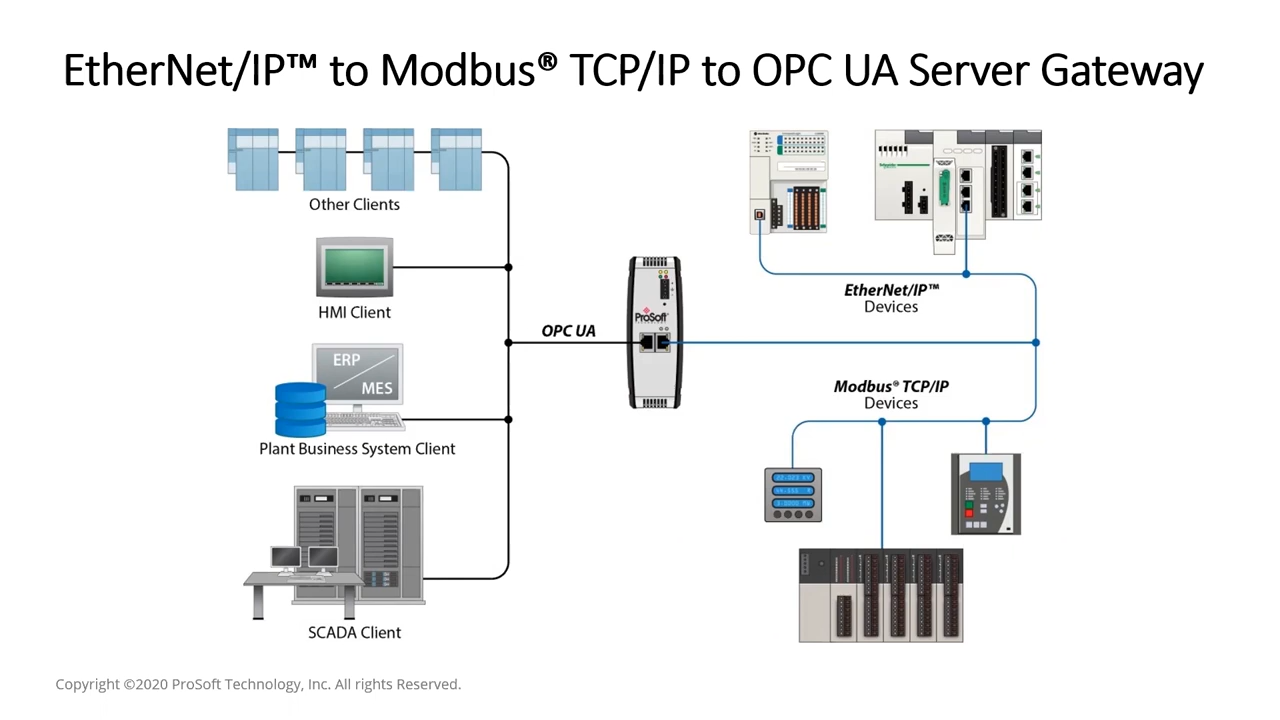 EtherNet/IP™ to Modbus® TCP/IP to OPC UA Server Gateway
Other Clients
HMI Client
ERP
MES
Plant Business System Client
SCADA Client
OPC UA
ProSoft
EtherNet/IP™
Devices
Modbus® TCP/IP
Devices
Copyright ©2020 ProSoft Technology, Inc. All rights Reserved.